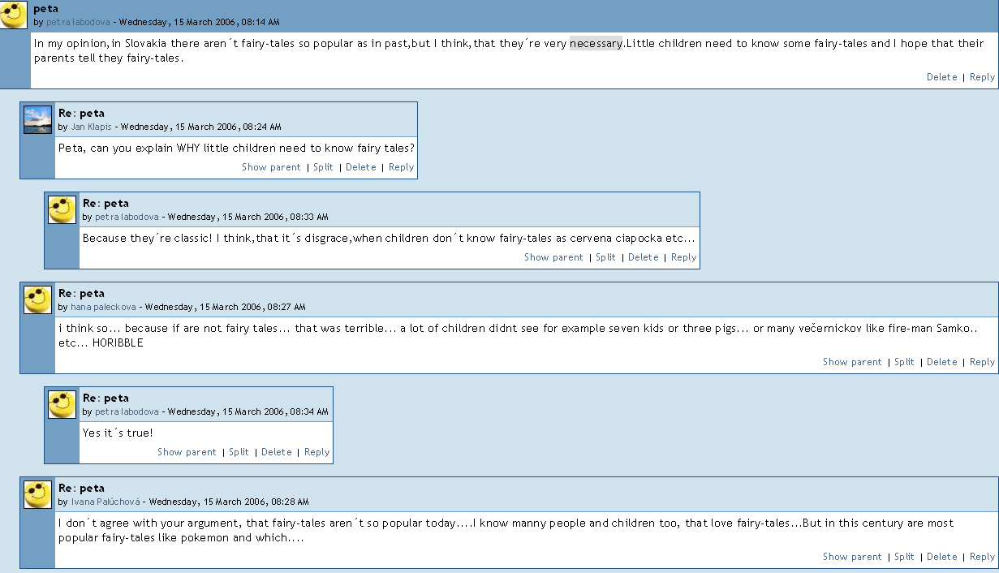 peta
by petra labodova - Wednesday, 15 March 2006, 08:14 AM
In my opinion,in Slovakia there aren´t fairy-tales so popular as in past,but I think,that they´re very necessary.Little children need to know some fairy-tales and I hope that their
parents tell they fairy-tales.
Delete | Reply
Re: peta
by Jan Klapis - Wednesday, 15 March 2006, 08:24 AM
Peta, can you explain WHY little children need to know fairy tales?
Show parent | Split | Delete | Reply
Re: peta
by petra labodova - Wednesday, 15 March 2006, 08:33 AM
Because they´re classic! I think,that it´s disgrace,when children don´t know fairy-tales as cervena ciapocka etc...
Show parent | Split | Delete | Reply
Re: peta
by hana paleckova - Wednesday, 15 March 2006, 08:27 AM
i think so... because if are not fairy tales... that was terrible... a lot of children didnt see for example seven kids or three pigs... or many večernickov like fire-man Samko..
etc... HORIBBLE
Show parent | Split | Delete | Reply
Re: peta
by petra labodova - Wednesday, 15 March 2006, 08:34 AM
Yes it´s true!
Show parent | Split | Delete | Reply
Re: peta
by Ivana Palúchová - Wednesday, 15 March 2006, 08:28 AM
I don´t agree with your argument, that fairy-tales aren´t so popular today....I know manny people and children too, that love fairy-tales...But in this century are most
popular fairy-tales like pokemon and which....
Show parent | Split | Delete | Reply